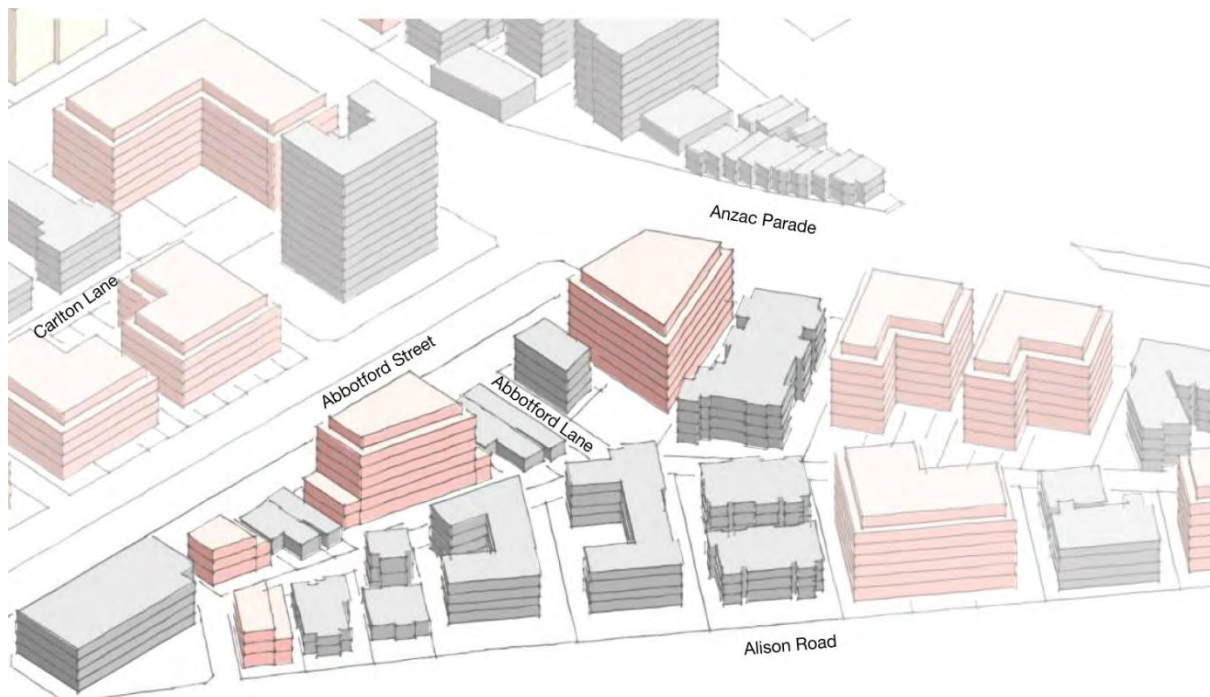 Anzac Parade
Carlton Lane
Abbotford Street
Abbotford Lane
Alison Road